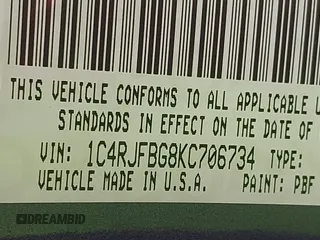 THIS VEHICLE CONFORMS TO ALL APPLICABLE
STANDARDS IN EFFECT ON THE DATE OF
VIN: 1C4RJFBG8KC706734 TYPE:
VEHICLE MADE IN U.S.A. PAINT: PBF
DREAMBID